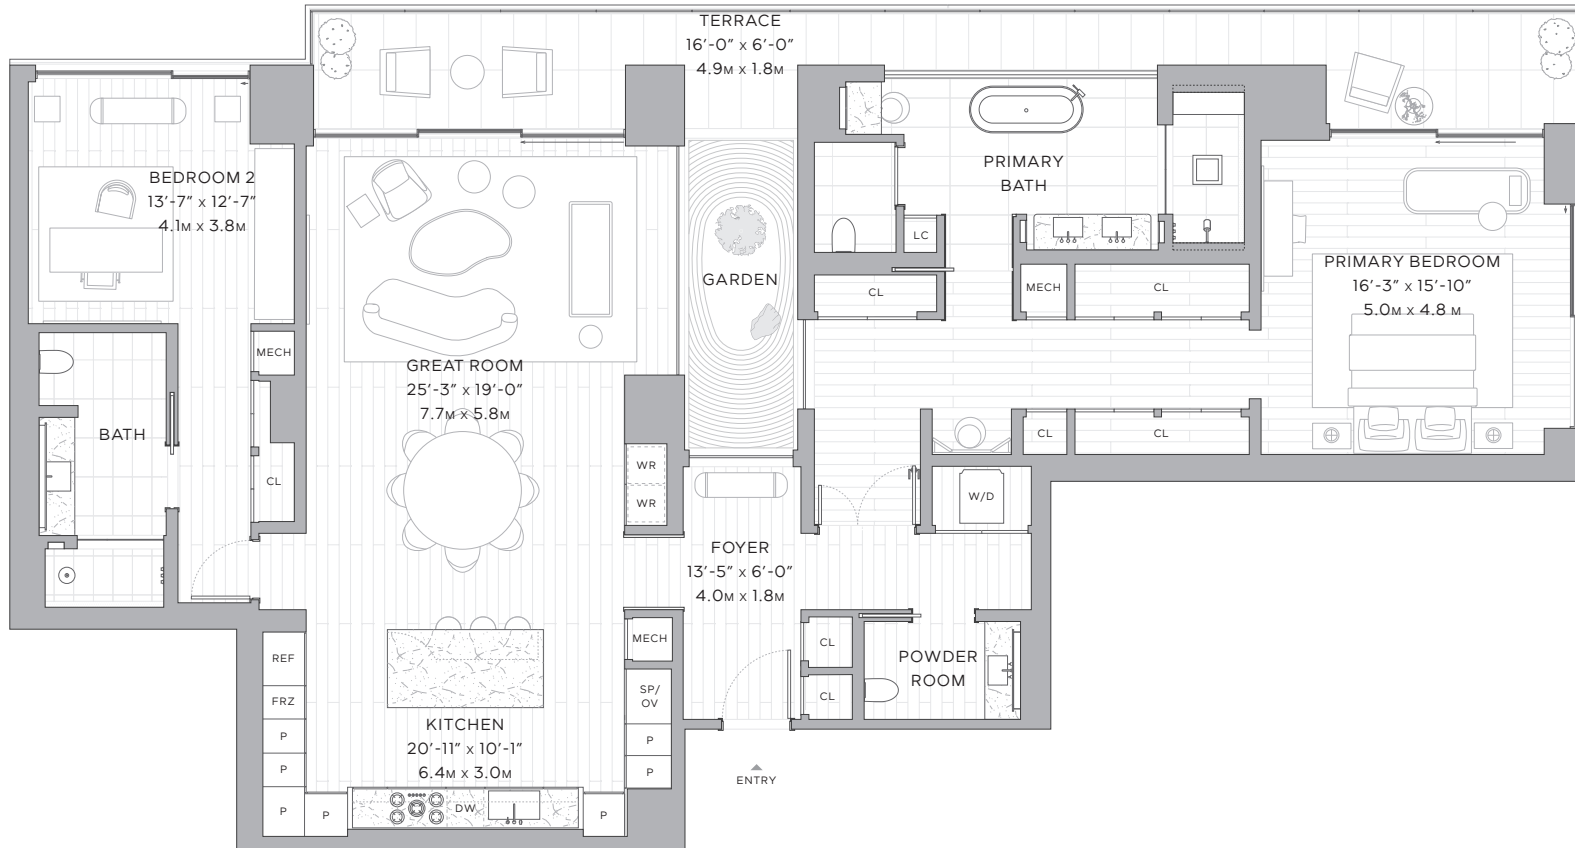 TERRACE
16'-0" x 6'-0"
4.9M x 1.8M
BEDROOM 2
13'-7" x 12'-7"
4.1M x 3.8M
PRIMARY
BATH
LC
GARDEN
CL
MECH
CL
PRIMARY BEDROOM
16'-3" x 15'-10"
5.0M x 4.8 M
MECH
GREAT ROOM
25'-3" x 19'-0"
7.7M x 5.8M
BATH
CL
CL
CL
WR
WR
W/D
FOYER
13'-5" x 6'-0"
4.0M x 1.8M
MECH
CL
CL
POWDER
ROOM
REF
FRZ
P
P
P
P
SP/
OV
P
P
KITCHEN
20'-11" x 10'-1"
6.4M x 3.0M
DW
P
ENTRY